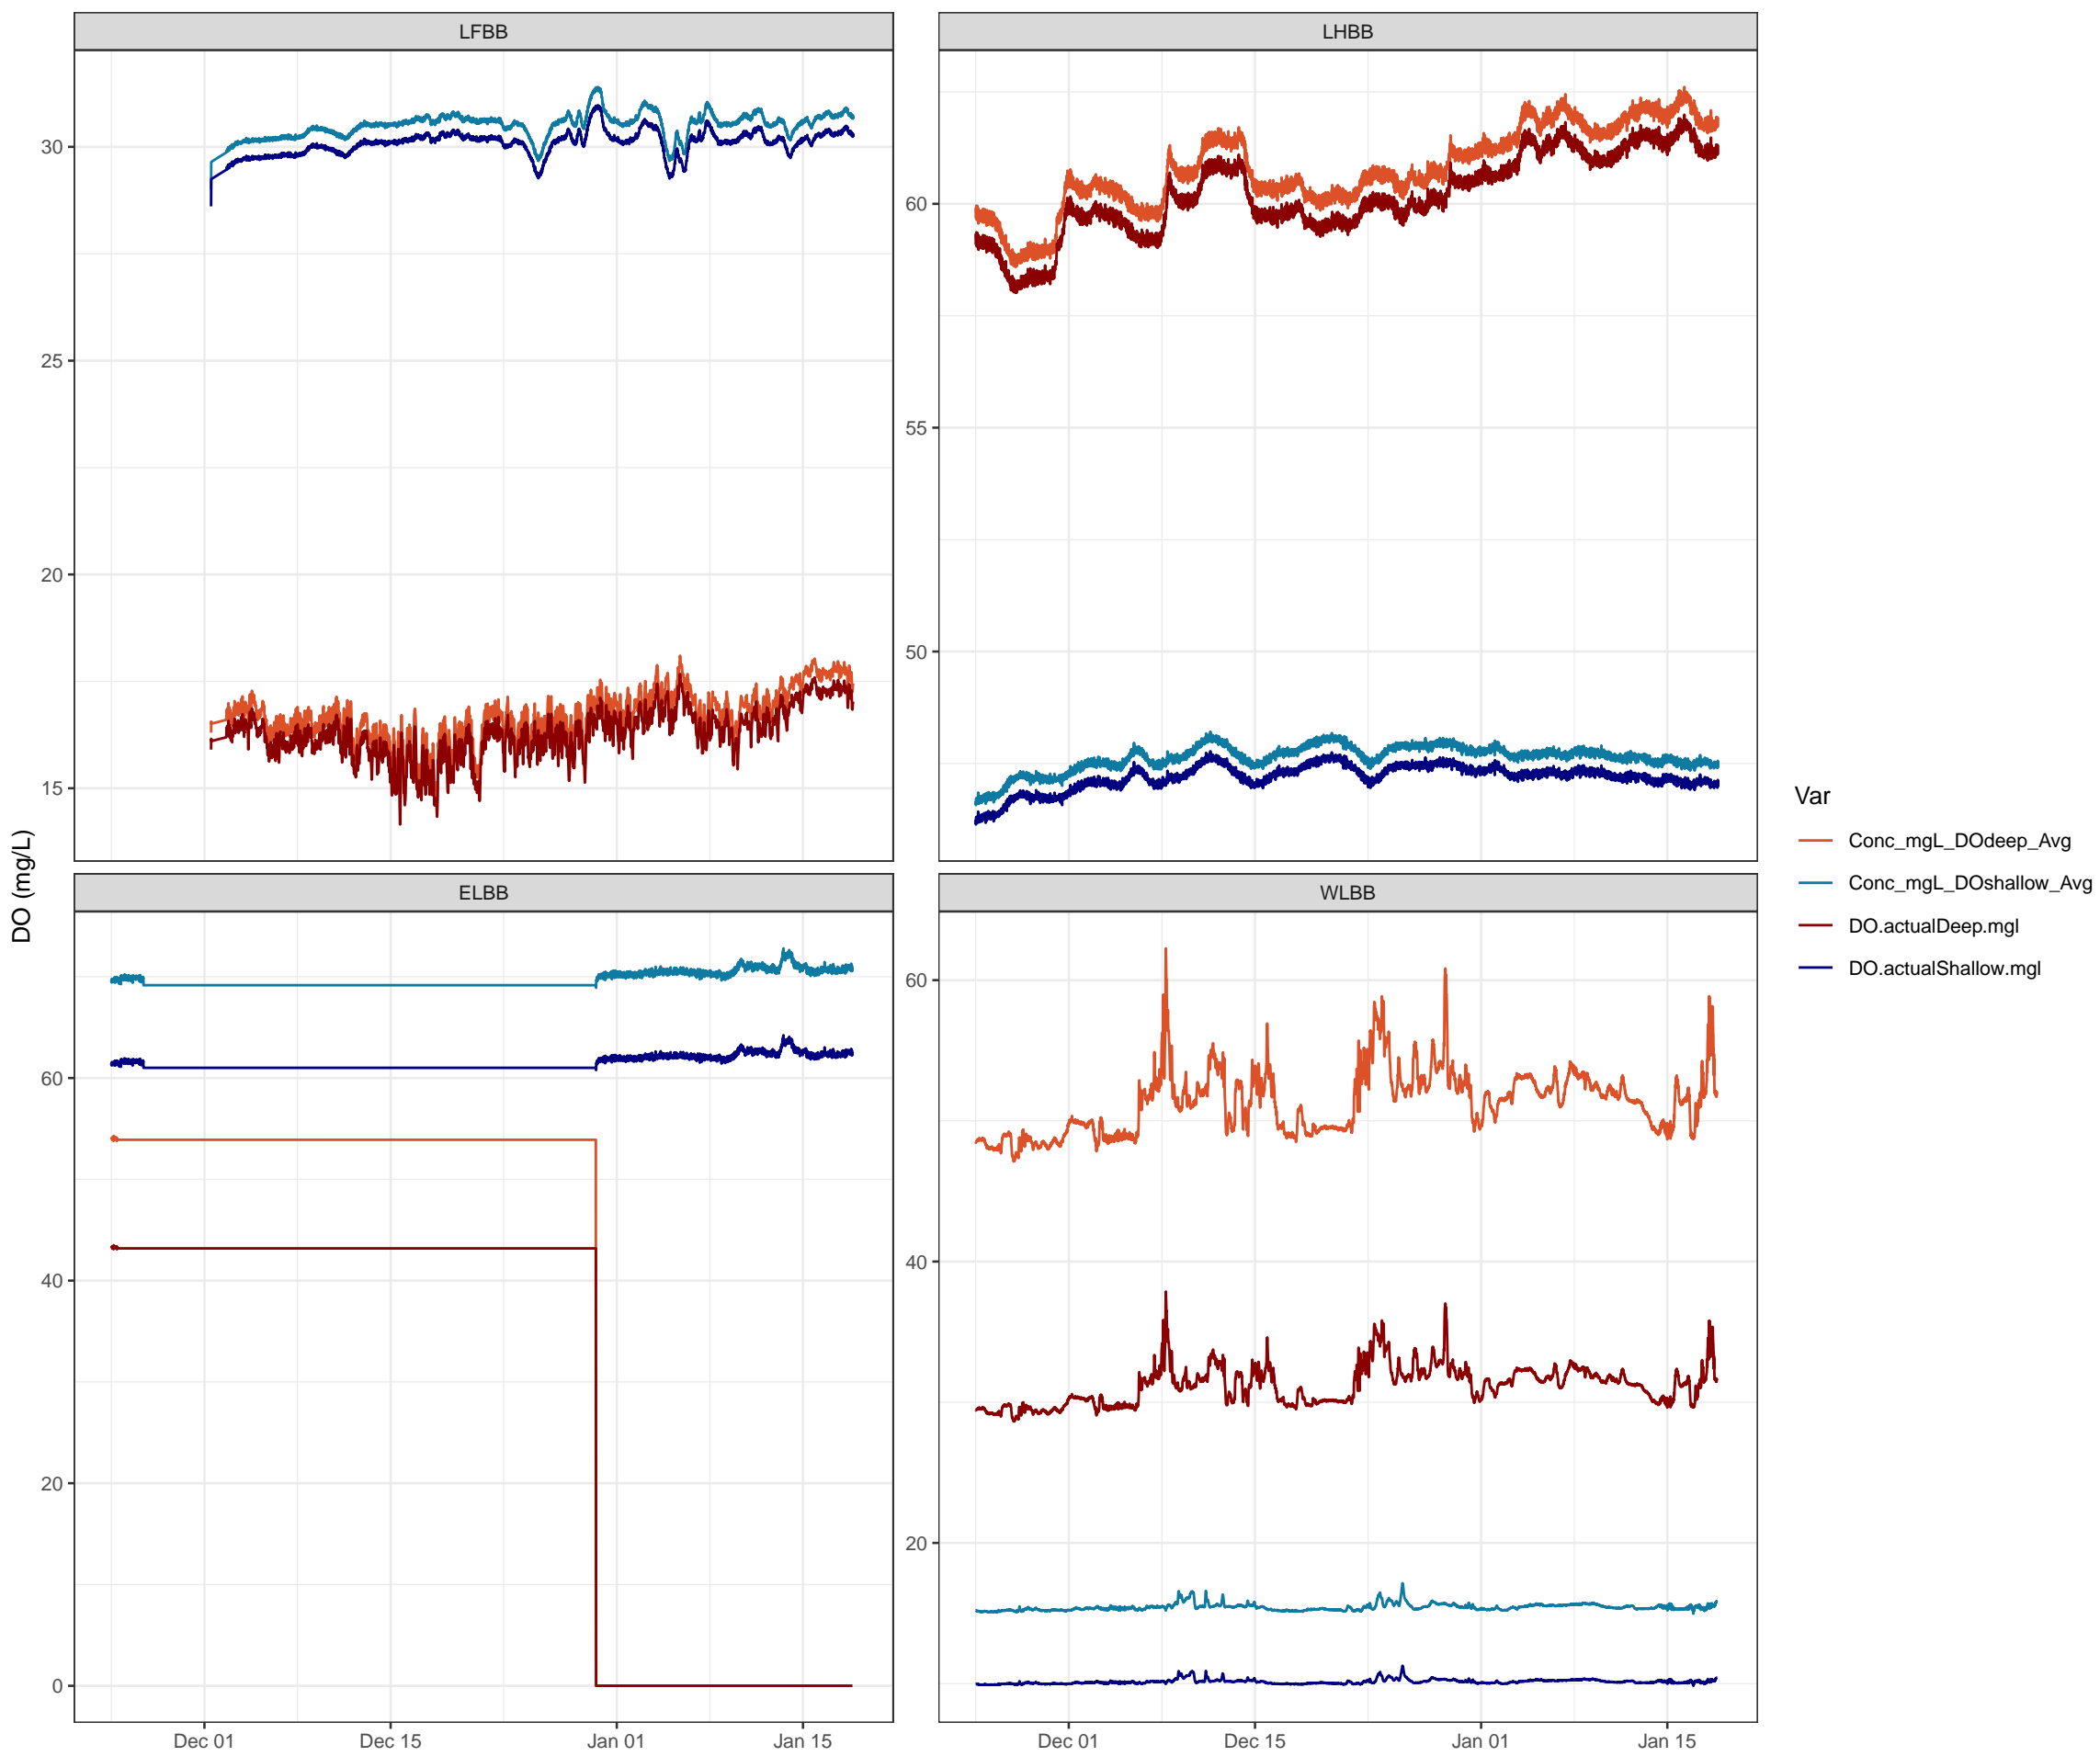 LFBB
LHBB
30
25
20
15
60
55
50
DO (mg/L)
ELBB
WLBB
60
40
20
0
60
40
20
Dec 01
Dec 15
Jan 01
Jan 15
Dec 01
Dec 15
Jan 01
Jan 15
Var
Conc_mgL_DOdeep_Avg
Conc_mgL_DOshallow_Avg
DO.actualDeep.mgl
DO.actualShallow.mgl